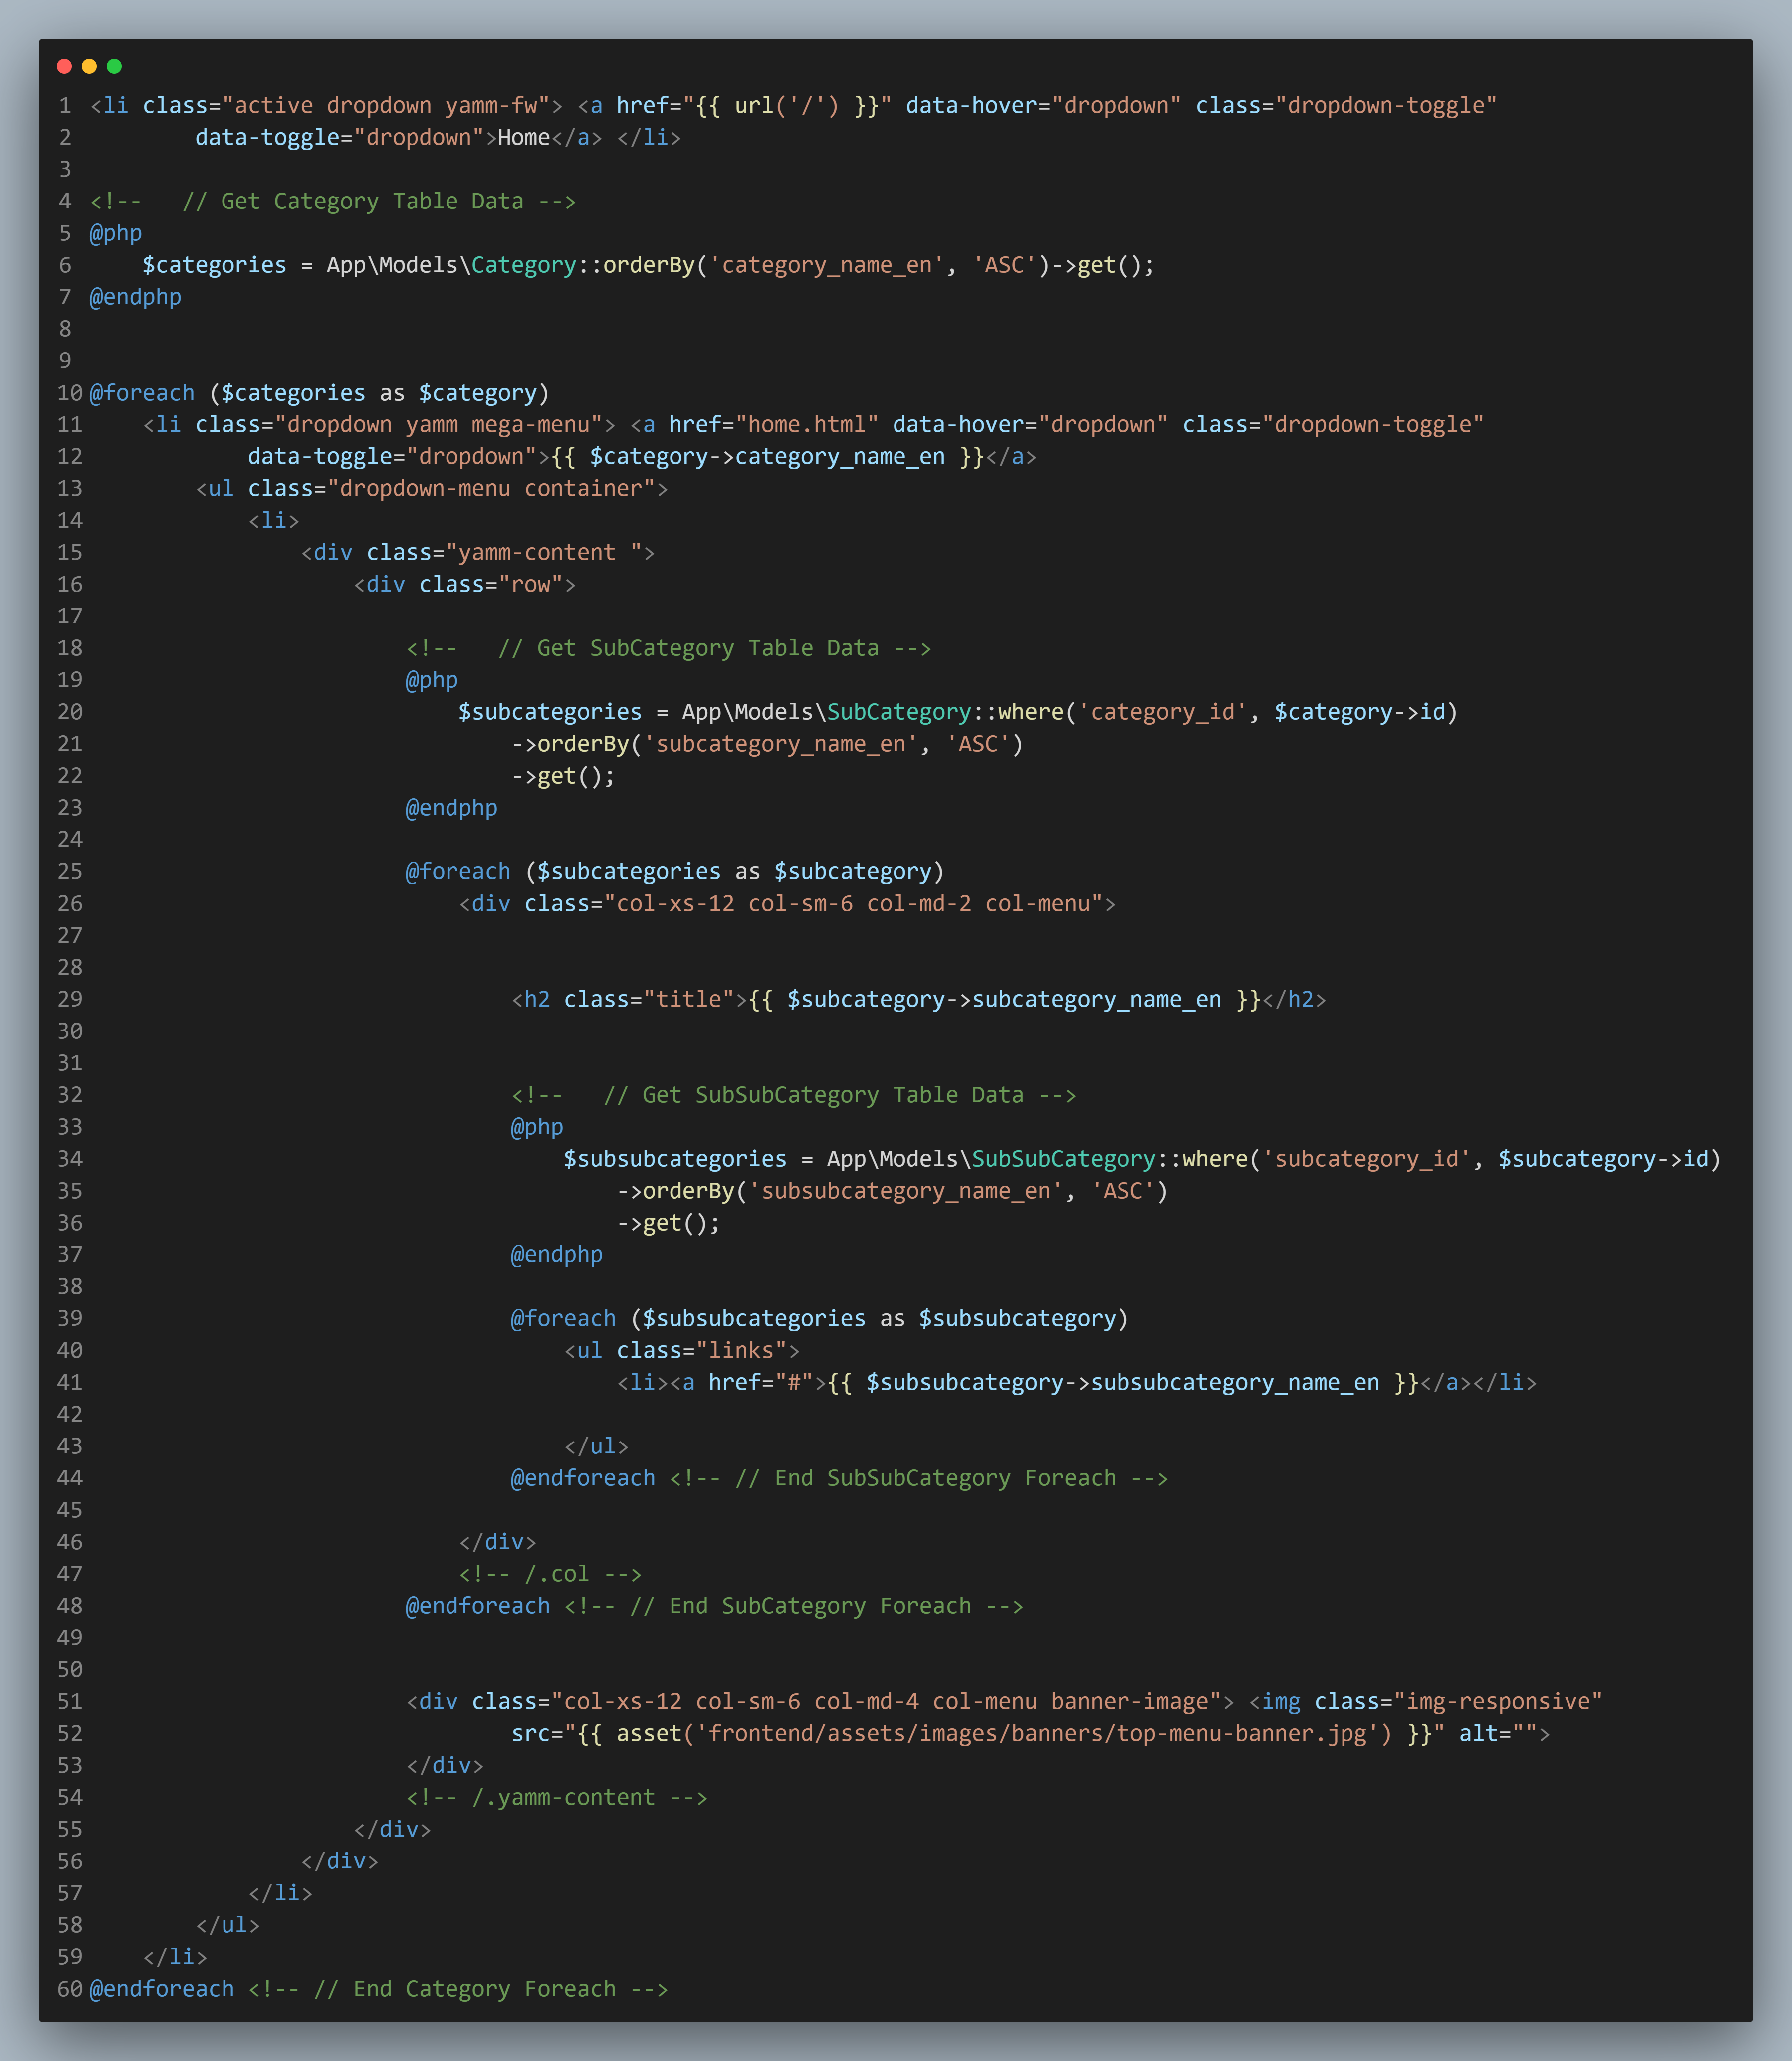 1 <li class="active dropdown yamm-fw"> <a href="{{ url('/') }}" data-hover="dropdown" class="dropdown-toggle"
2         data-toggle="dropdown">Home</a> </li>
3
4 <!--   // Get Category Table Data -->
5 @php
6     $categories = App\Models\Category::orderBy('category_name_en', 'ASC')->get();
7 @endphp
8
9
10 @foreach ($categories as $category)
11     <li class="dropdown yamm mega-menu"> <a href="home.html" data-hover="dropdown" class="dropdown-toggle"
12             data-toggle="dropdown">{{ $category->category_name_en }}</a>
13         <ul class="dropdown-menu container">
14             <li>
15                 <div class="yamm-content ">
16                     <div class="row">
17
18                         <!--   // Get SubCategory Table Data -->
19                         @php
20                             $subcategories = App\Models\SubCategory::where('category_id', $category->id)
21                                 ->orderBy('subcategory_name_en', 'ASC')
22                                 ->get();
23                         @endphp
24
25                         @foreach ($subcategories as $subcategory)
26                             <div class="col-xs-12 col-sm-6 col-md-2 col-menu">
27
28
29                                 <h2 class="title">{{ $subcategory->subcategory_name_en }}</h2>
30
31
32                                 <!--   // Get SubSubCategory Table Data -->
33                                 @php
34                                     $subsubcategories = App\Models\SubSubCategory::where('subcategory_id', $subcategory->id)
35                                         ->orderBy('subsubcategory_name_en', 'ASC')
36                                         ->get();
37                                 @endphp
38
39                                 @foreach ($subsubcategories as $subsubcategory)
40                                     <ul class="links">
41                                         <li><a href="#">{{ $subsubcategory->subsubcategory_name_en }}</a></li>
42
43                                     </ul>
44                                 @endforeach <!-- // End SubSubCategory Foreach -->
45
46                             </div>
47                             <!-- /.col -->
48                         @endforeach <!-- // End SubCategory Foreach -->
49
50
51                         <div class="col-xs-12 col-sm-6 col-md-4 col-menu banner-image"> <img class="img-responsive"
52                                 src="{{ asset('frontend/assets/images/banners/top-menu-banner.jpg') }}" alt="">
53                         </div>
54                         <!-- /.yamm-content -->
55                     </div>
56                 </div>
57             </li>
58         </ul>
59     </li>
60 @endforeach <!-- // End Category Foreach -->